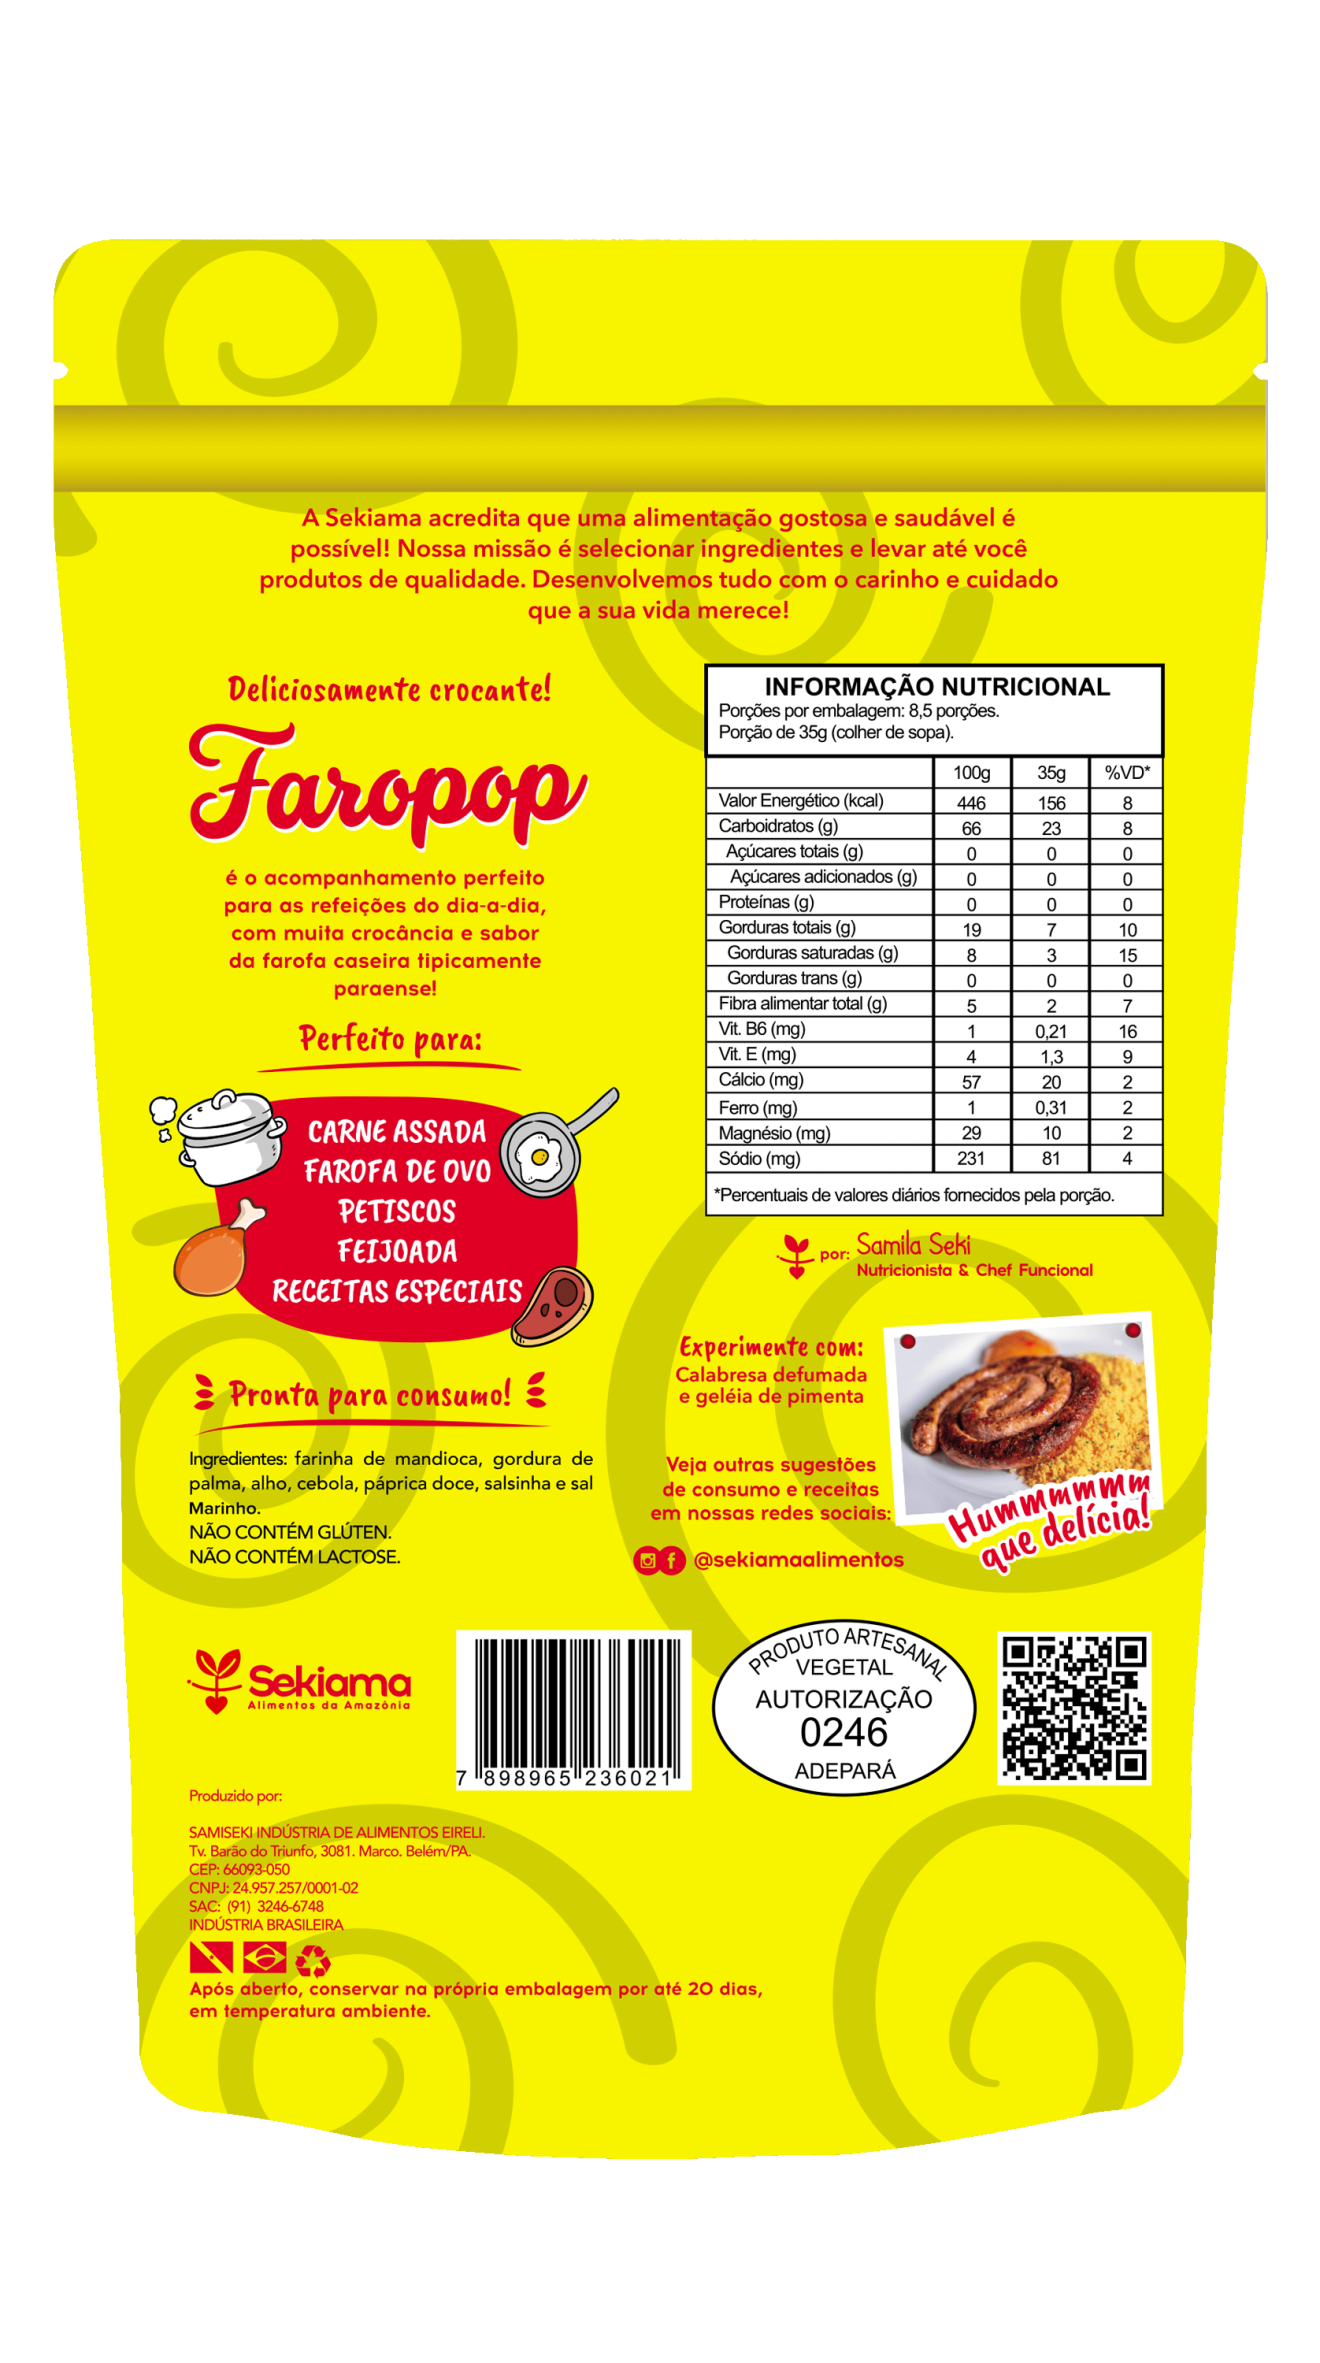 A Sekiama acredita que uma alimentação gostosa e saudável é
possível! Nossa missão é selecionar ingredientes e levar até você
produtos de qualidade. Desenvolvemos tudo com o carinho e cuidado
que a sua vida merece!
Deliciosamente crocante!
Faropop
é o acompanhamento perfeito
para as refeições do dia-a-dia,
com muita crocância e sabor
da farofa caseira tipicamente
paraense!
Perfeito para:
CARNE ASSADA
FAROFA DE OVO
PETISCOS
FEIJOADA
RECEITAS ESPECIAIS
Pronta para consumo!
Ingredientes: farinha de mandioca, gordura de
palma, alho, cebola, páprica doce, salsinha e sal
Marinho.
NÃO CONTÉM GLÚTEN.
NÃO CONTÉM LACTOSE.
INFORMAÇÃO NUTRICIONAL
Porções por embalagem: 8,5 porções.
Porção de 35g (colher de sopa).
100g 35g %VD*
Valor Energético (kcal) 446 156 8
Carboidratos (g) 66 23 8
Açúcares totais (g) 0 0 0
Açúcares adicionados (g) 0 0 0
Proteínas (g) 0 0 0
Gorduras totais (g) 19 7 10
Gorduras saturadas (g) 8 3 15
Gorduras trans (g) 0 0 0
Fibra alimentar total (g) 5 2 7
Vit. B6 (mg) 1 0,21 16
Vit. E (mg) 4 1,3 9
Cálcio (mg) 57 20 2
Ferro (mg) 1 0,31 2
Magnésio (mg) 29 10 2
Sódio (mg) 231 81 4
*Percentuais de valores diários fornecidos pela porção.
por: Samila Seki
Nutricionista & Chef Funcional
Experimente com:
Calabresa defumada
e geléia de pimenta
Veja outras sugestões
de consumo e receitas
em nossas redes sociais:
@sekiamaalimentos
Hummmmmm
que delícia!
Sekiama
Alimentos da Amazônia
7 898965 236021
PRODUTO ARTESANAL
VEGETAL
AUTORIZAÇÃO
0246
ADEPARÁ
Produzido por:
SAMISEKI INDÚSTRIA DE ALIMENTOS EIRELI.
Tv. Barão do Triunfo, 3081. Marco. Belém/PA.
CEP: 66093-050
CNPJ: 24.957.257/0001-02
SAC: (91) 3246-6748
INDÚSTRIA BRASILEIRA
Após aberto, conservar na própria embalagem por até 20 dias,
em temperatura ambiente.